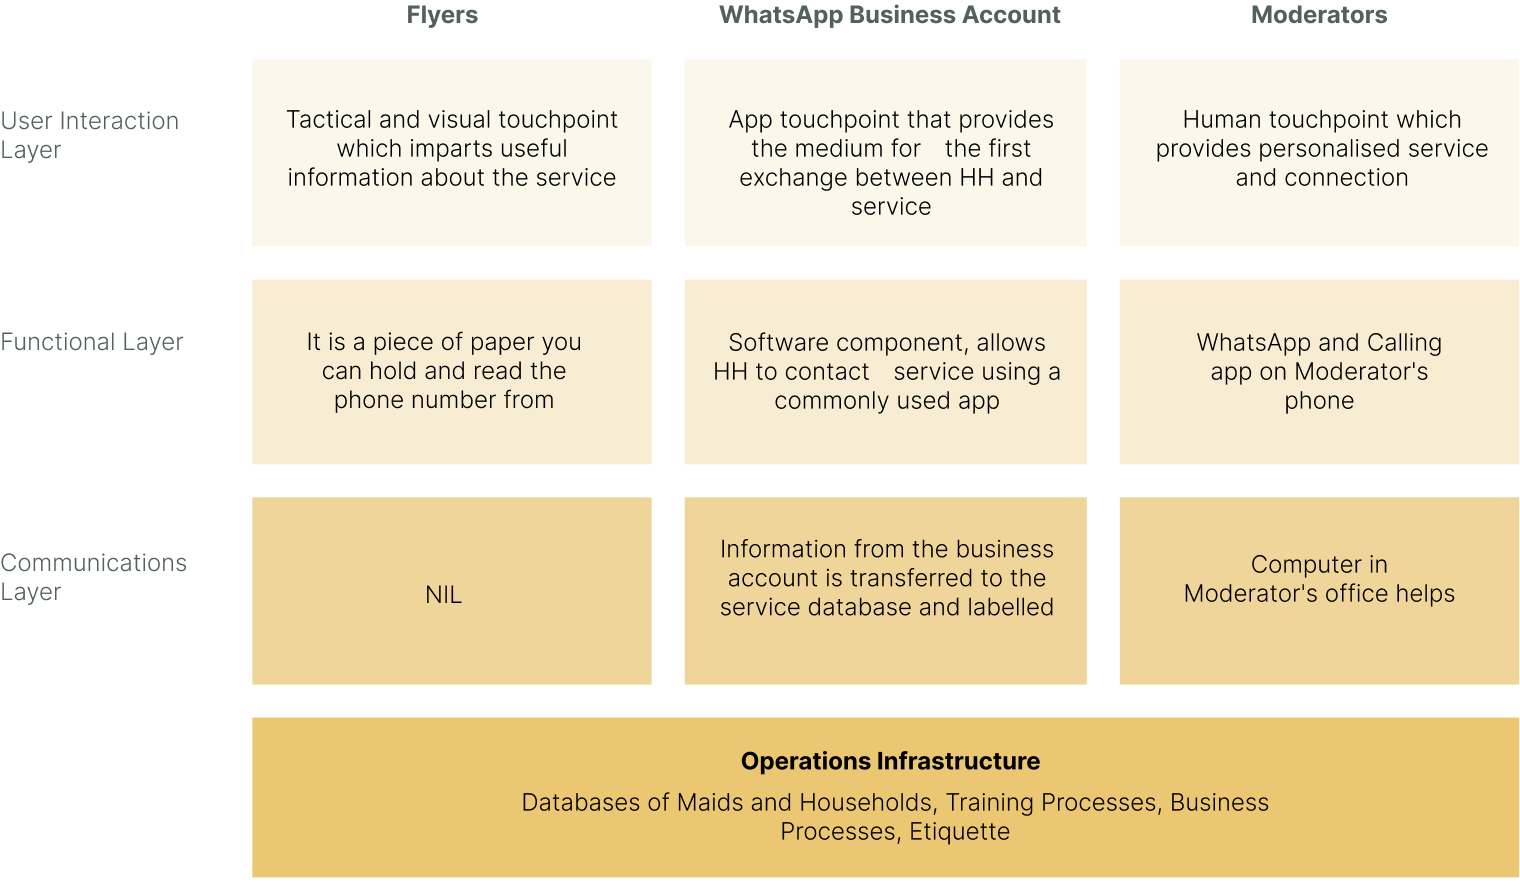 Flyers
WhatsApp Business Account
Moderators
User Interaction
Layer
Tactical and visual touchpoint
which imparts useful
information about the service
App touchpoint that provides
the medium for the first
exchange between HH and
service
Human touchpoint which
provides personalised service
and connection
Functional Layer
It is a piece of paper you
can hold and read the
phone number from
Software component, allows
HH to contact service using a
commonly used app
WhatsApp and Calling
app on Moderator's
phone
Communications
Layer
NIL
Information from the business
account is transferred to the
service database and labelled
Computer in
Moderator's office helps
Operations Infrastructure
Databases of Maids and Households, Training Processes, Business
Processes, Etiquette